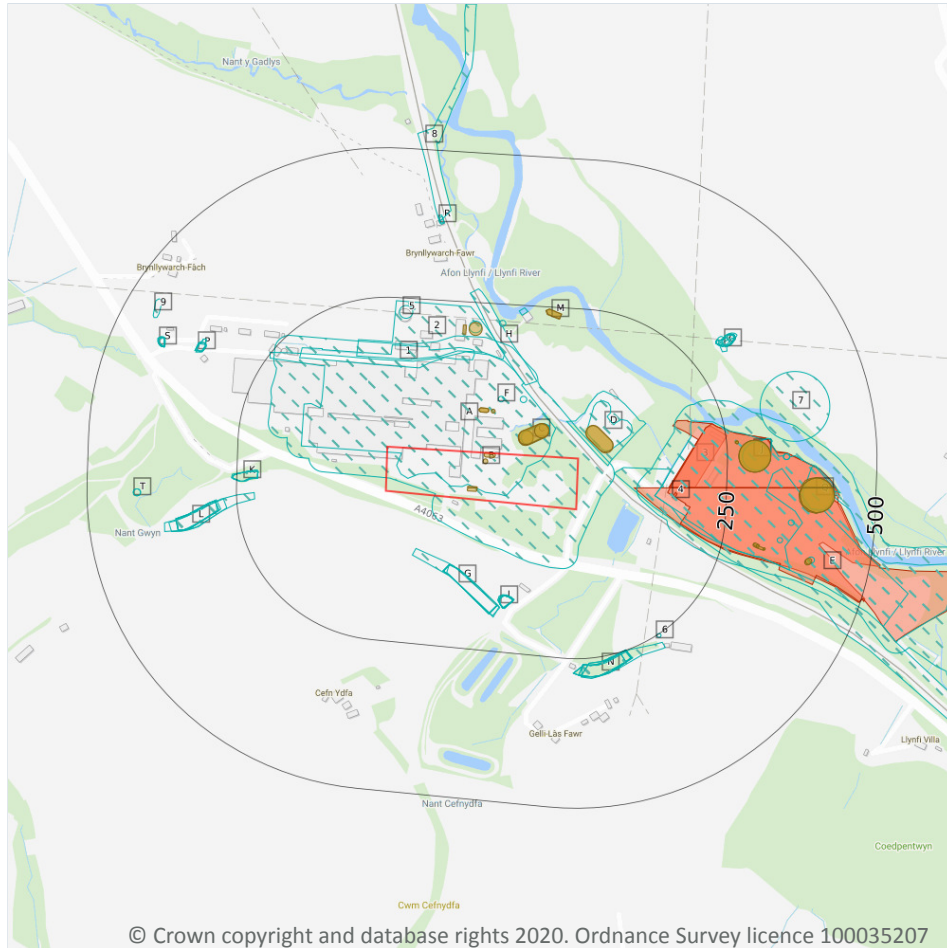 Nant y Gadlys
8
R
Brynllywarch-Fawr
Brynllywarch-Fâch
Afon Llynfi / Llynfi River
9
5
M
2
S
P
H
1
F
7
A
D
B
K
T
4
L
250
500
Nant Gwyn
A4063
Llynfi / Llynfi River
E
G
I
6
N
Cefn Ydfa
Gelli-Lâs Fawr
Llynfi Villa
Nant Cefnydfa
Coedpentwyn
Cwm Cefnydfa
© Crown copyright and database rights 2020. Ordnance Survey licence 100035207